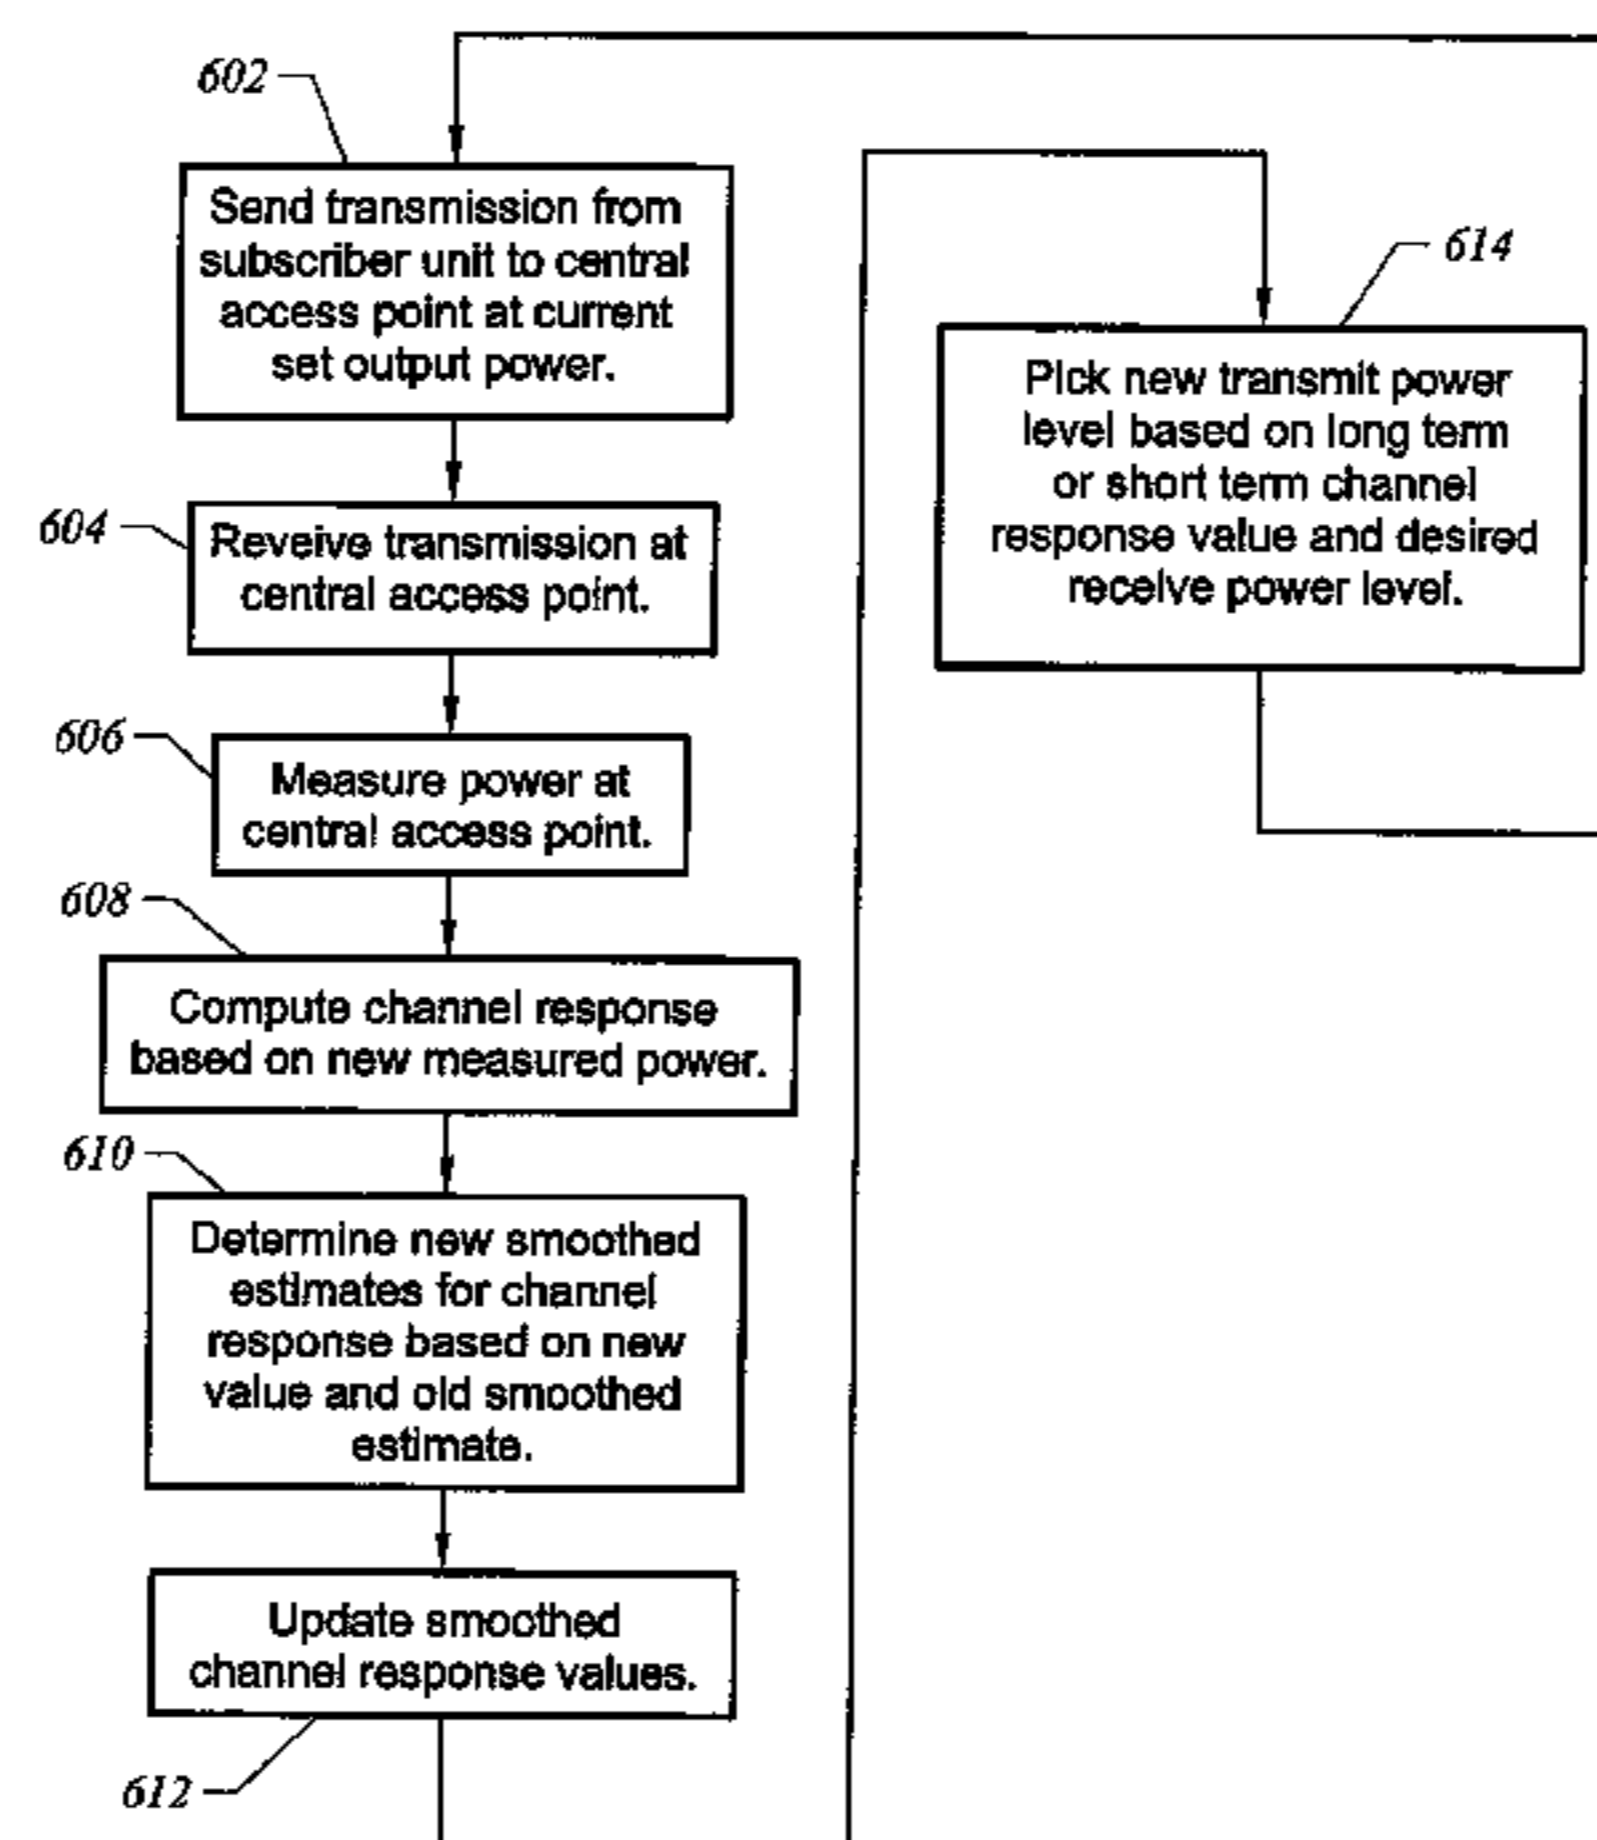 602
Send transmission from
subscriber unit to central
access point at current
set output power.
604
Reveive transmission at
central access point.
606
Measure power at
central access point.
608
Compute channel response
based on new measured power.
610
Determine new smoothed
estimates for channel
response based on new
value and old smoothed
estimate.
Update smoothed
channel response values.
612
614
Pick new transmit power
level based on long term
or short term channel
response value and desired
receive power level.